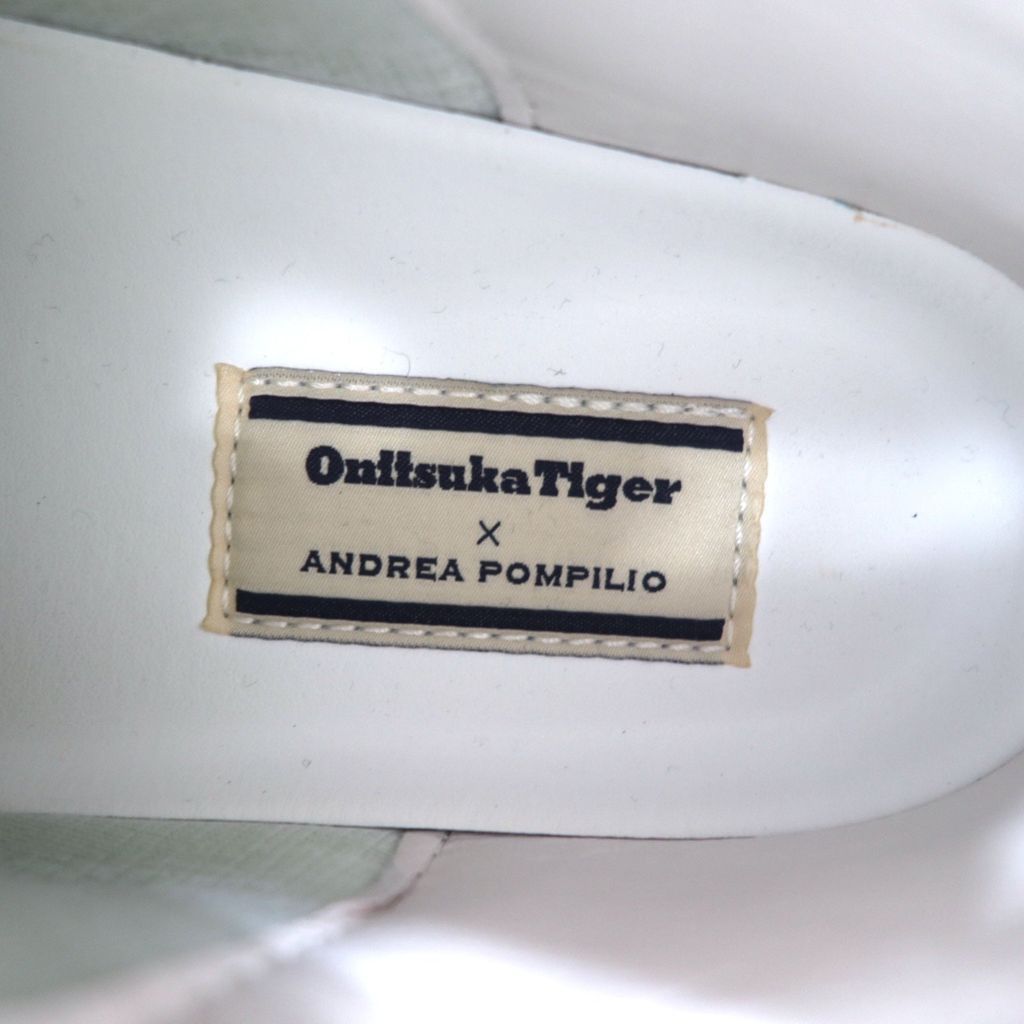 Onitsuka Tiger
X
ANDREA POMPILIO